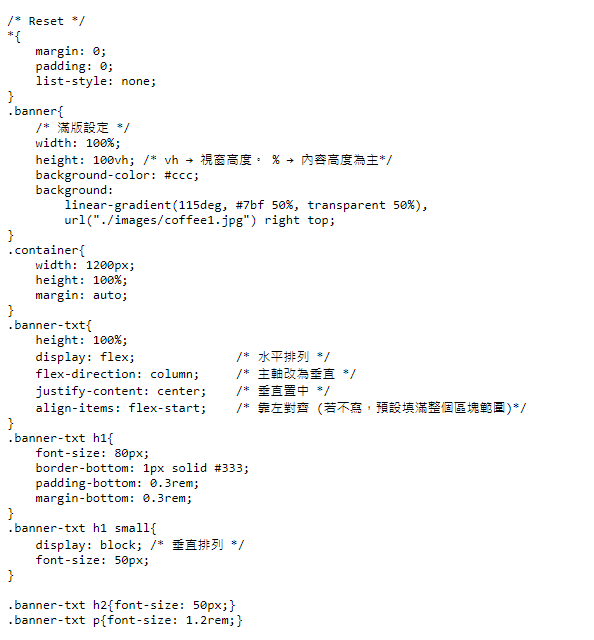 /* Reset */
*{
    margin: 0;
    padding: 0;
    list-style: none;
}
.banner{
    /* 滿版設定 */
    width: 100%;
    height: 100vh; /* vh → 視窗高度。 % → 內容高度為主*/
    background-color: #ccc;
    background:
        linear-gradient(115deg, #7bf 50%, transparent 50%),
        url("./images/coffee1.jpg") right top;
}
.container{
    width: 1200px;
    height: 100%;
    margin: auto;
}
.banner-txt{
    height: 100%;
    display: flex;              /* 水平排列 */
    flex-direction: column;     /* 主軸改為垂直 */
    justify-content: center;    /* 垂直置中 */
    align-items: flex-start;    /* 靠左對齊 (若不寫，預設填滿整個區塊範圍)*/
}
.banner-txt h1{
    font-size: 80px;
    border-bottom: 1px solid #333;
    padding-bottom: 0.3rem;
    margin-bottom: 0.3rem;
}
.banner-txt h1 small{
    display: block; /* 垂直排列 */
    font-size: 50px;
}

.banner-txt h2{font-size: 50px;}
.banner-txt p{font-size: 1.2rem;}